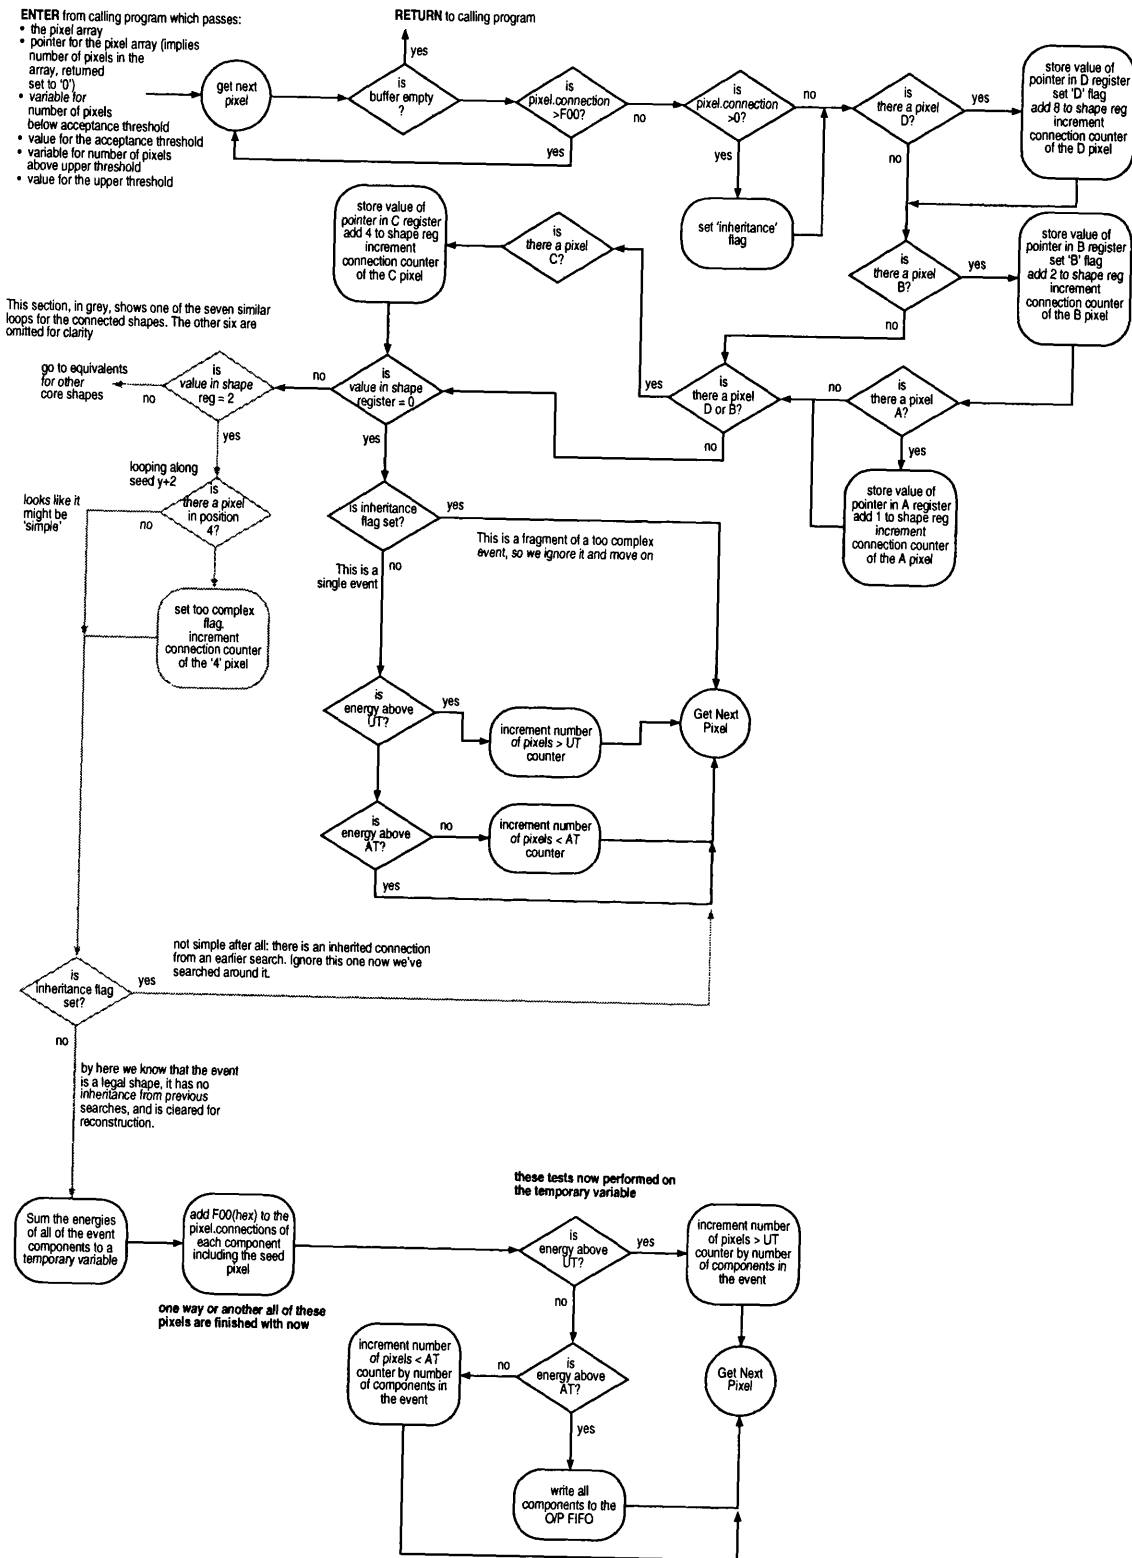 ENTER from calling program which passes:
• the pixel array
• pointer for the pixel array (implies
number of pixels in the
array, returned
set to '0')
• variable for
number of pixels
below acceptance threshold
• value for the acceptance threshold
• variable for number of pixels
above upper threshold
• value for the upper threshold
get next
pixel
RETURN to calling program
yes
is
buffer empty
?
is
pixel.connection
>F00?
no
yes
is
pixel.connection
>0?
no
yes
set 'inheritance'
flag
is
there a pixel
D?
yes
no
store value of
pointer in D register
set 'D' flag
add 8 to shape reg
increment
connection counter
of the D pixel
is
there a pixel
B?
yes
no
store value of
pointer in B register
set 'B' flag
add 2 to shape reg
increment
connection counter
of the B pixel
store value of
pointer in C register
add 4 to shape reg
increment
connection counter
of the C pixel
is
there a pixel
C?
yes
is
there a pixel
D or B?
no
no
is
there a pixel
A?
yes
store value of
pointer in A register
add 1 to shape reg
increment
connection counter
of the A pixel
This section, in grey, shows one of the seven similar
loops for the connected shapes. The other six are
omitted for clarity
go to equivalents
for other
core shapes
no
is
value in shape
reg = 2
no
is
value in shape
register = 0
yes
yes
looping along
seed y+2
looks like it
might be
'simple'
no
is
there a pixel
in position
4?
set too complex
flag.
increment
connection counter
of the '4' pixel
is inheritance
flag set?
yes
This is a fragment of a too complex
event, so we ignore it and move on
no
This is a
single event
is
energy above
UT?
yes
increment number
of pixels > UT
counter
Get Next
Pixel
is
energy above
AT?
no
increment number
of pixels < AT
counter
yes
not simple after all: there is an inherited connection
from an earlier search. Ignore this one now we've
searched around it.
is
inheritance flag
set?
yes
no
by here we know that the event
is a legal shape, it has no
inheritance from previous
searches, and is cleared for
reconstruction.
Sum the energies
of all of the event
components to a
temporary variable
add F00(hex) to the
pixel.connections of
each component
including the seed
pixel
one way or another all of these
pixels are finished with now
these tests now performed on
the temporary variable
is
energy above
UT?
yes
no
increment number
of pixels > UT
counter by number
of components in
the event
increment number
of pixels < AT
counter by number
of components in
the event
no
is
energy above
AT?
yes
Get Next
Pixel
write all
components to the
O/P FIFO